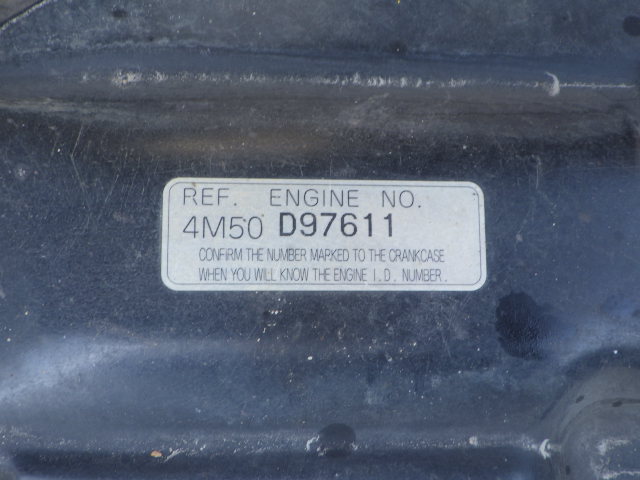 REF. ENGINE NO.
4M50 D97611
CONFIRM THE NUMBER MARKED TO THE CRANKCASE
WHEN YOU WILL KNOW THE ENGINE I.D. NUMBER.